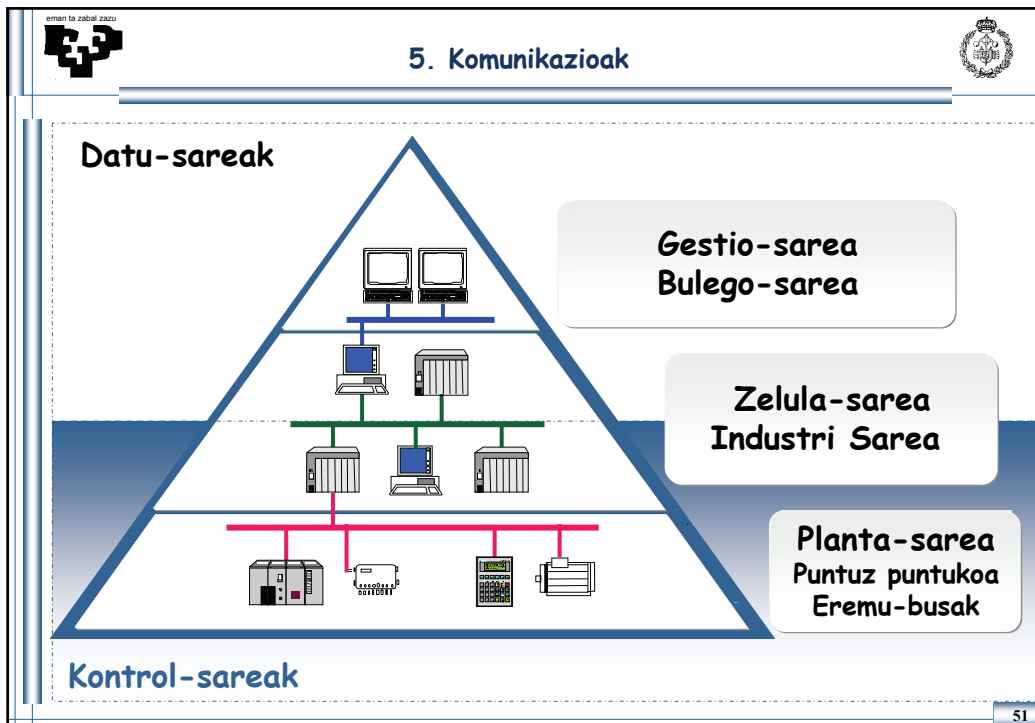 eman ta zabal zazu
5. Komunikazioak
Datu-sareak
Gestio-sarea
Bulego-sarea
Zelula-sarea
Industri Sarea
Planta-sarea
Puntuz puntukoa
Eremu-busak
Kontrol-sareak
51